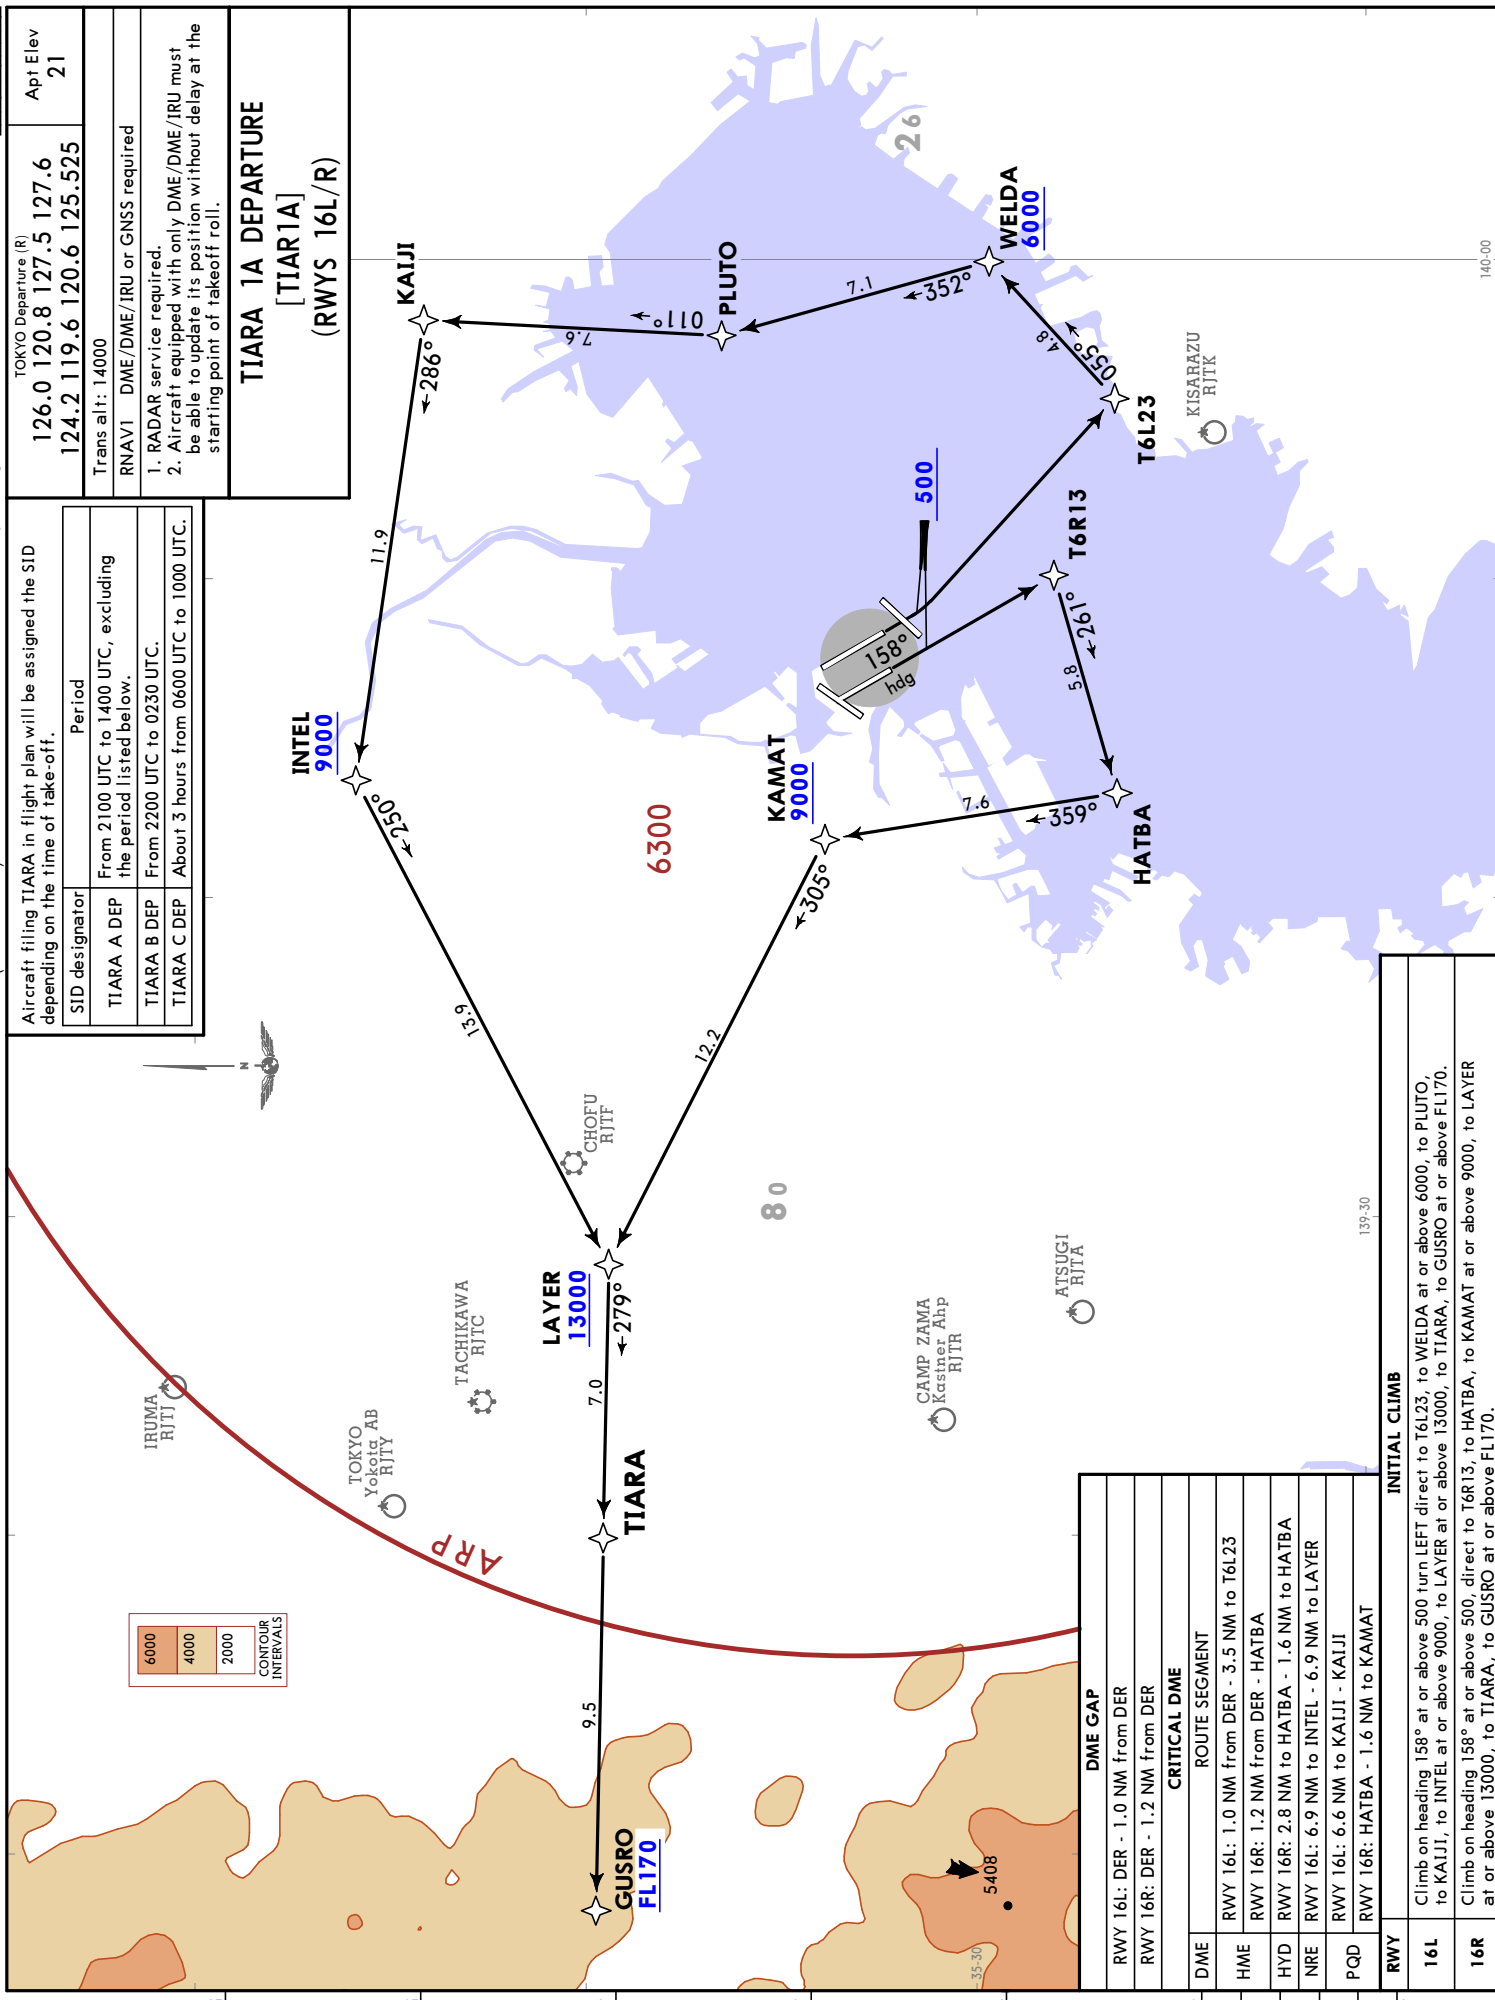 TOKYO Departure (R)
126.0 120.8 127.5 127.6
124.2 119.6 120.6 125.525
Apt Elev
21
Trans alt: 14000
RNAV1 DME/DME/IRU or GNSS required
1. RADAR service required.
2. Aircraft equipped with only DME/DME/IRU must
be able to update its position without delay at the
starting point of takeoff roll.
TIARA 1A DEPARTURE
[TIAR1A]
(RWYS 16L/R)
Aircraft filing TIARA in flight plan will be assigned the SID
depending on the time of take-off.
SID designator Period
TIARA A DEP From 2100 UTC to 1400 UTC, excluding
the period listed below.
TIARA B DEP From 2200 UTC to 0230 UTC.
TIARA C DEP About 3 hours from 0600 UTC to 1000 UTC.
6000
4000
2000
CONTOUR
INTERVALS
N
IRUMA
RJTJ
TOKYO
Yokota AB
RJTY
TACHIKAWA
RJTC
CHOFU
RJTF
ARP
INTEL
9000
KAIJI
286°
11.9
250°
13.9
011°
7.6
PLUTO
7.1
352°
WELDA
6000
4.8
055°
T6L23
KISARAZU
RJTK
26
500
158°
hdg
T6R13
261°
5.8
HATBA
359°
7.6
KAMAT
9000
305°
12.2
6300
80
LAYER
13000
279°
7.0
TIARA
9.5
GUSRO
FL170
CAMP ZAMA
Kastner Ahp
RJTR
ATSUGI
RJTA
5408
35-30
139-30
140-00
DME GAP
RWY 16L: DER - 1.0 NM from DER
RWY 16R: DER - 1.2 NM from DER
CRITICAL DME
DME ROUTE SEGMENT
HME RWY 16L: 1.0 NM from DER - 3.5 NM to T6L23
RWY 16R: 1.2 NM from DER - HATBA
HYD RWY 16R: 2.8 NM to HATBA - 1.6 NM to HATBA
NRE RWY 16L: 6.9 NM to INTEL - 6.9 NM to LAYER
PQD RWY 16L: 6.6 NM to KAIJI - KAIJI
RWY 16R: HATBA - 1.6 NM to KAMAT
RWY INITIAL CLIMB
16L Climb on heading 158° at or above 500 turn LEFT direct to T6L23, to WELDA at or above 6000, to PLUTO,
to KAIJI, to INTEL at or above 9000, to LAYER at or above 13000, to TIARA, to GUSRO at or above FL170.
16R Climb on heading 158° at or above 500, direct to T6R13, to HATBA, to KAMAT at or above 9000, to LAYER
at or above 13000, to TIARA, to GUSRO at or above FL170.